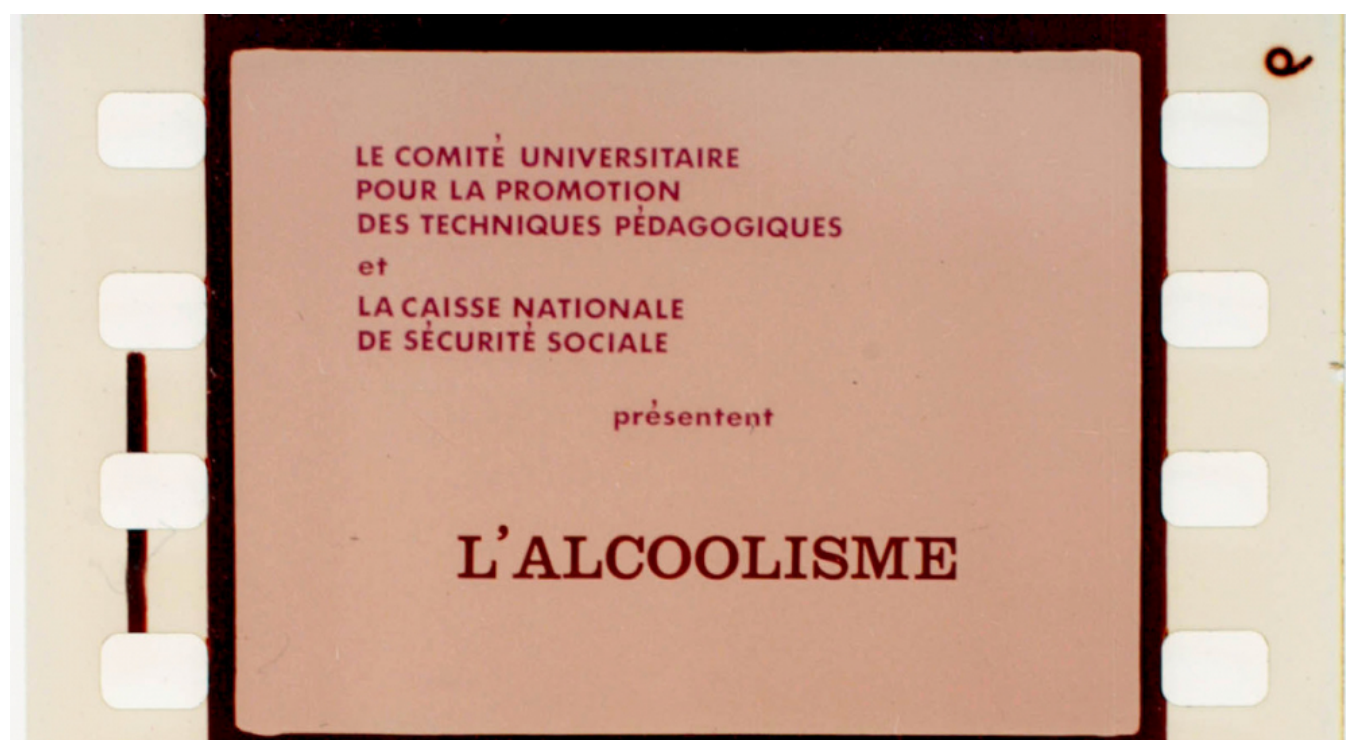 LE COMITÉ UNIVERSITAIRE
POUR LA PROMOTION
DES TECHNIQUES PÉDAGOGIQUES
et
LA CAISSE NATIONALE
DE SÉCURITÉ SOCIALE
présentent
L'ALCOOLISME